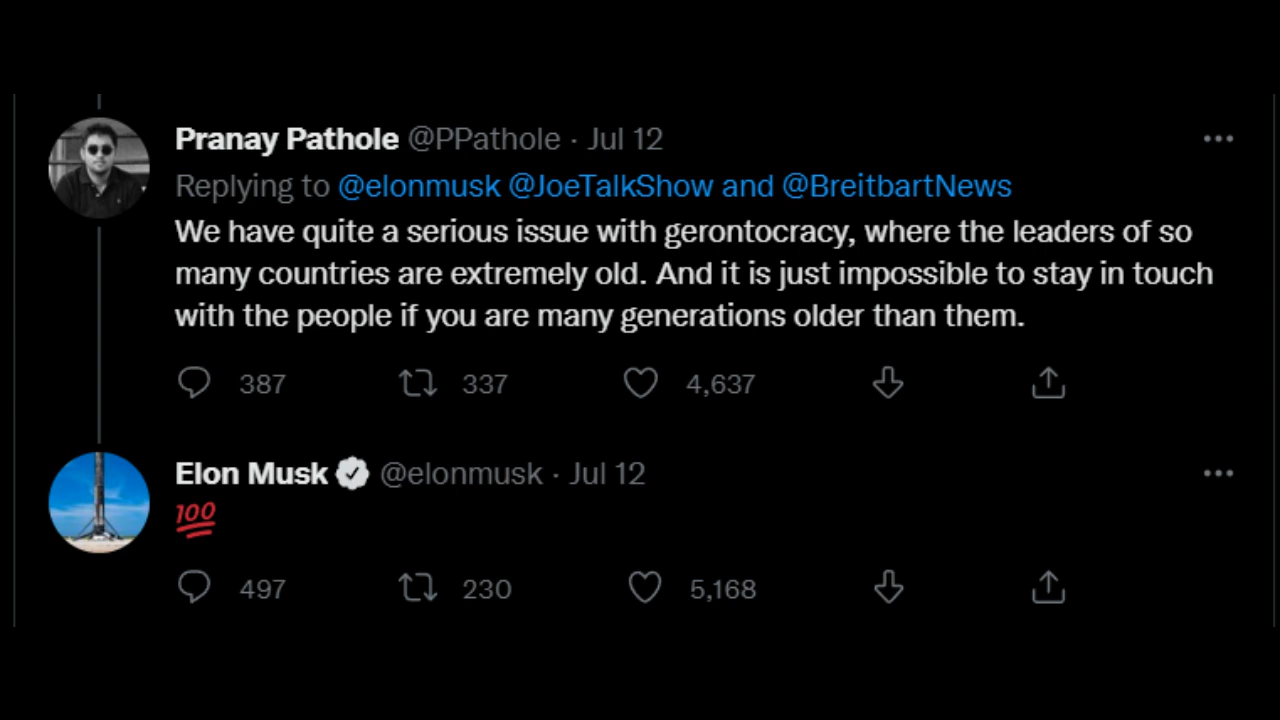 Pranay Pathole @PPathole · Jul 12
Replying to @elonmusk @JoeTalkShow and @BreitbartNews
We have quite a serious issue with gerontocracy, where the leaders of so
many countries are extremely old. And it is just impossible to stay in touch
with the people if you are many generations older than them.
387 337 4,637
Elon Musk @elonmusk · Jul 12
💯
497 230 5,168